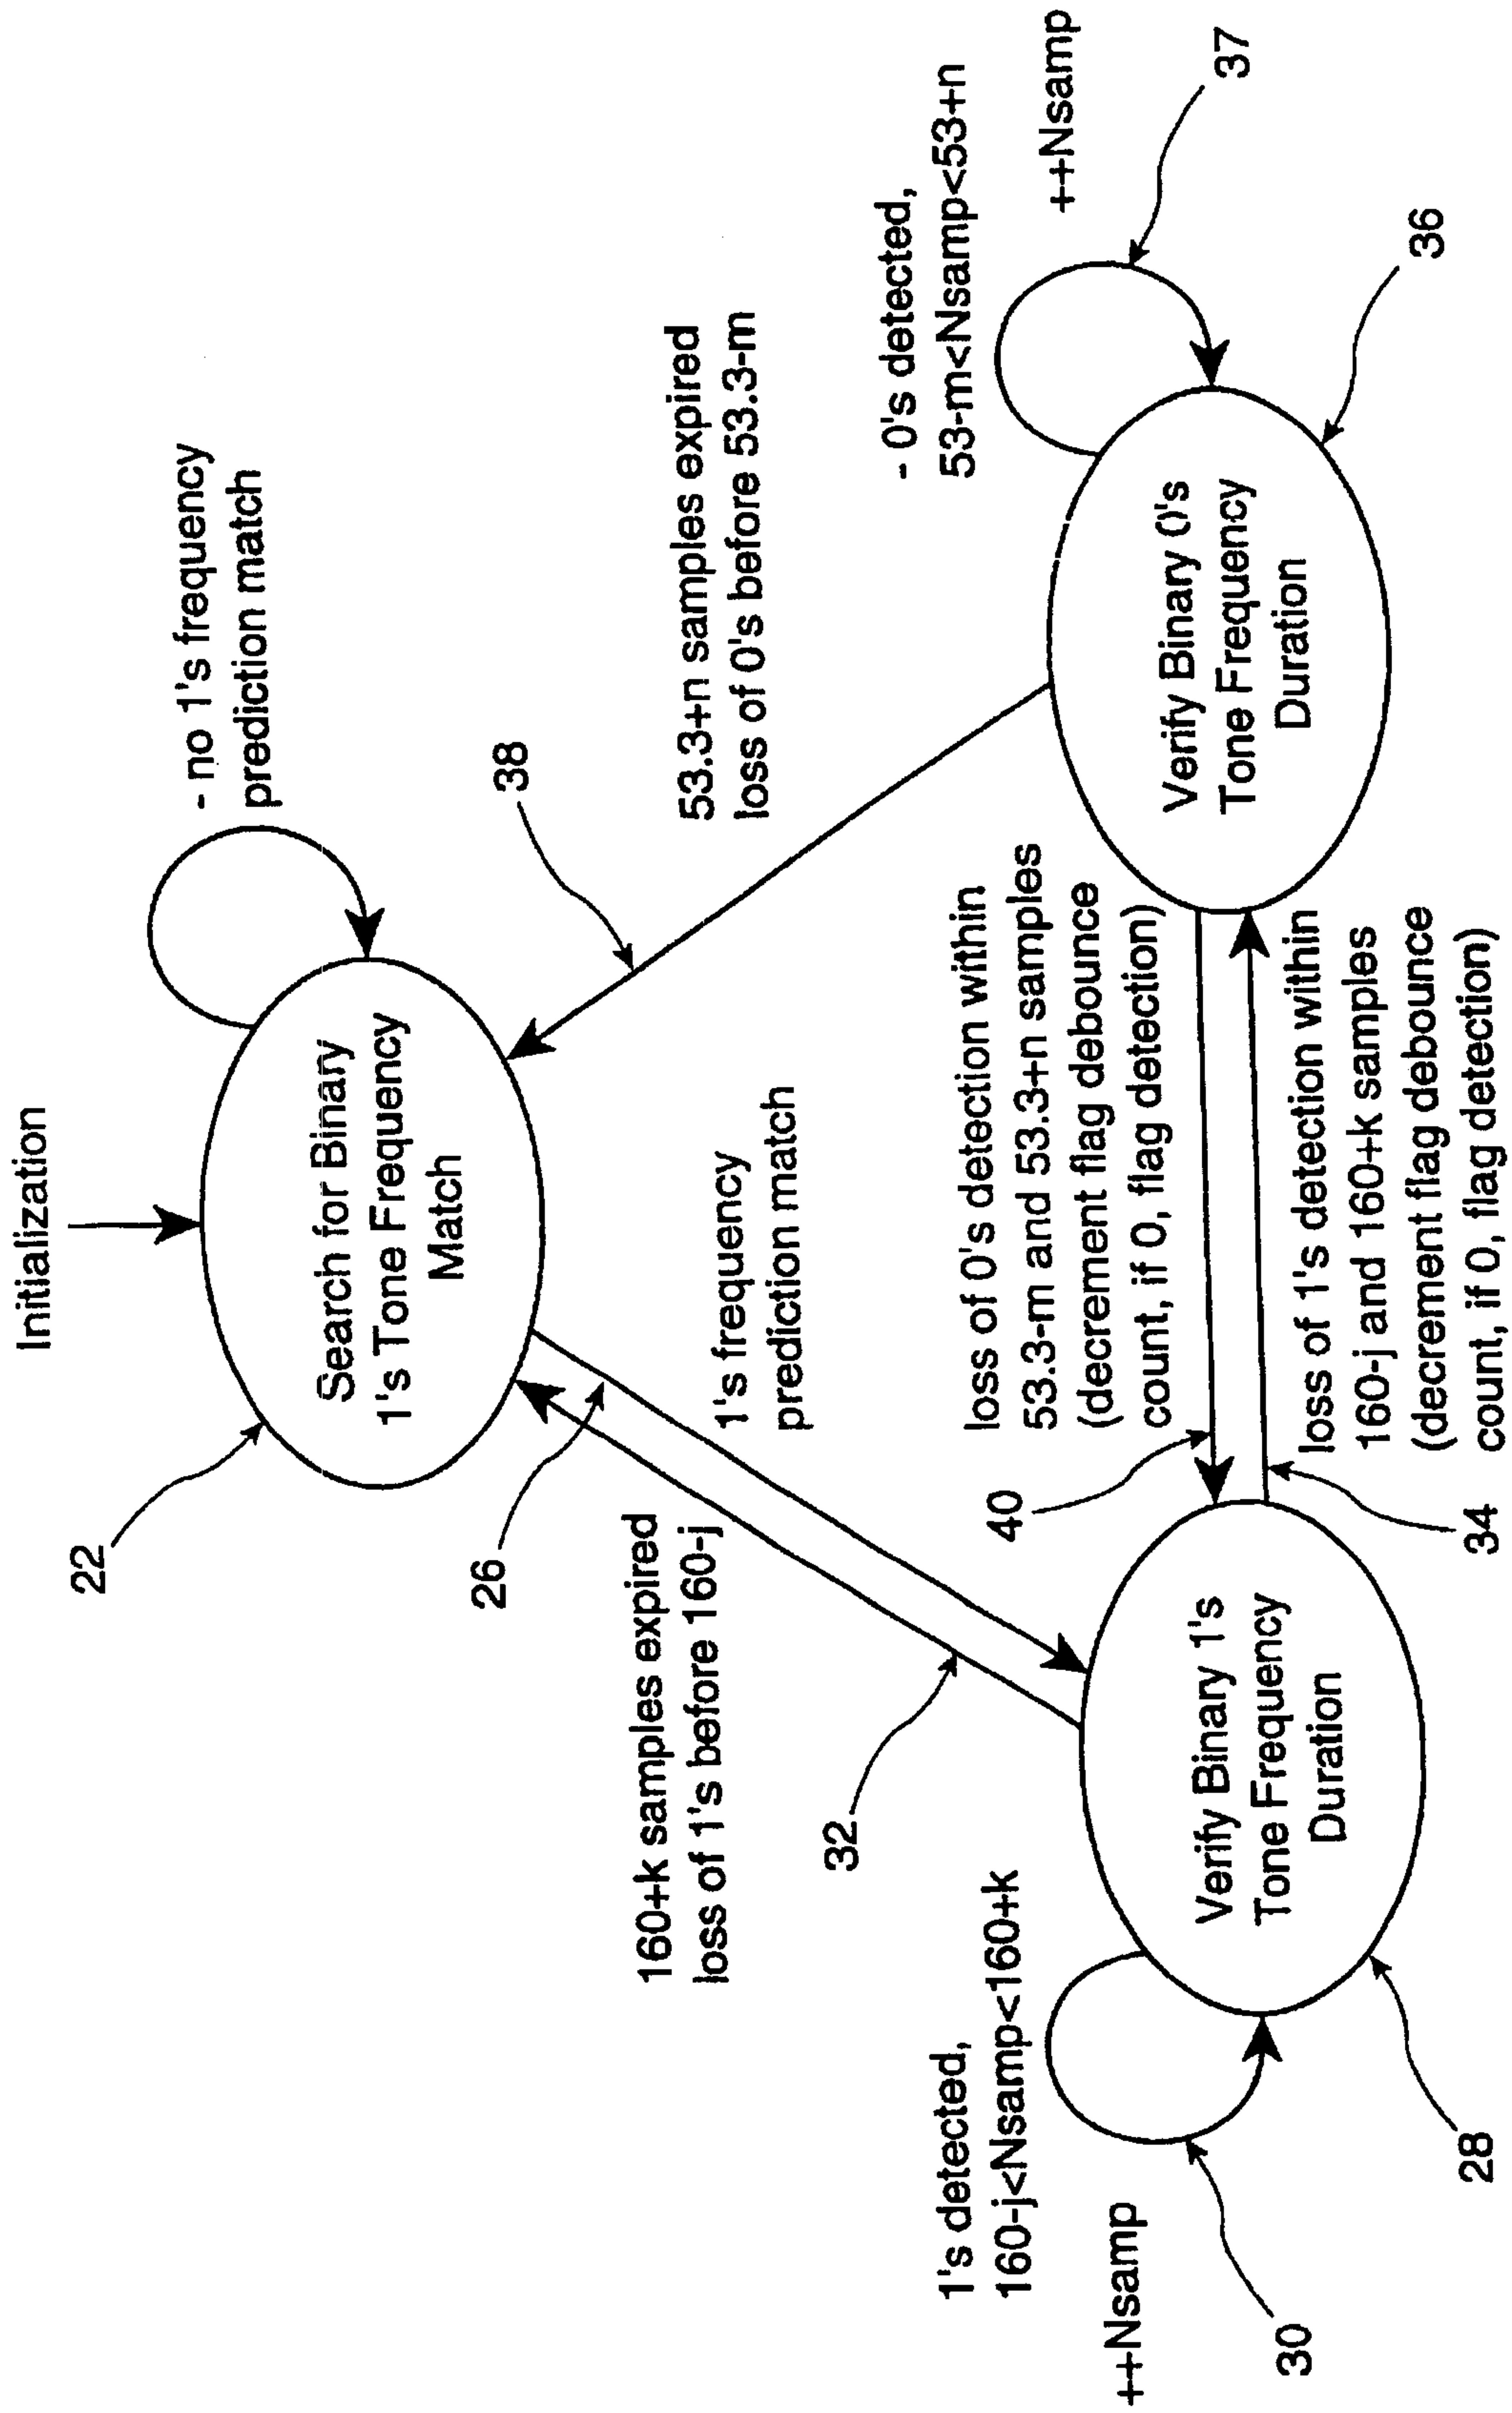 Initialization
22
Search for Binary
1's Tone Frequency
Match
- no 1's frequency
prediction match
26
1's frequency
prediction match
38
53.3+n samples expired
loss of 0's before 53.3-m
160+k samples expired
loss of 1's before 160-j
32
- 0's detected,
53-m<Nsamp<53+n
++Nsamp
37
1's detected,
160-j<Nsamp<160+k
++Nsamp
30
40
loss of 0's detection within
53.3-m and 53.3+n samples
(decrement flag debounce
count, if 0, flag detection)
Verify Binary 1's
Tone Frequency
Duration
28
Verify Binary 0's
Tone Frequency
Duration
36
34
loss of 1's detection within
160-j and 160+k samples
(decrement flag debounce
count, if 0, flag detection)